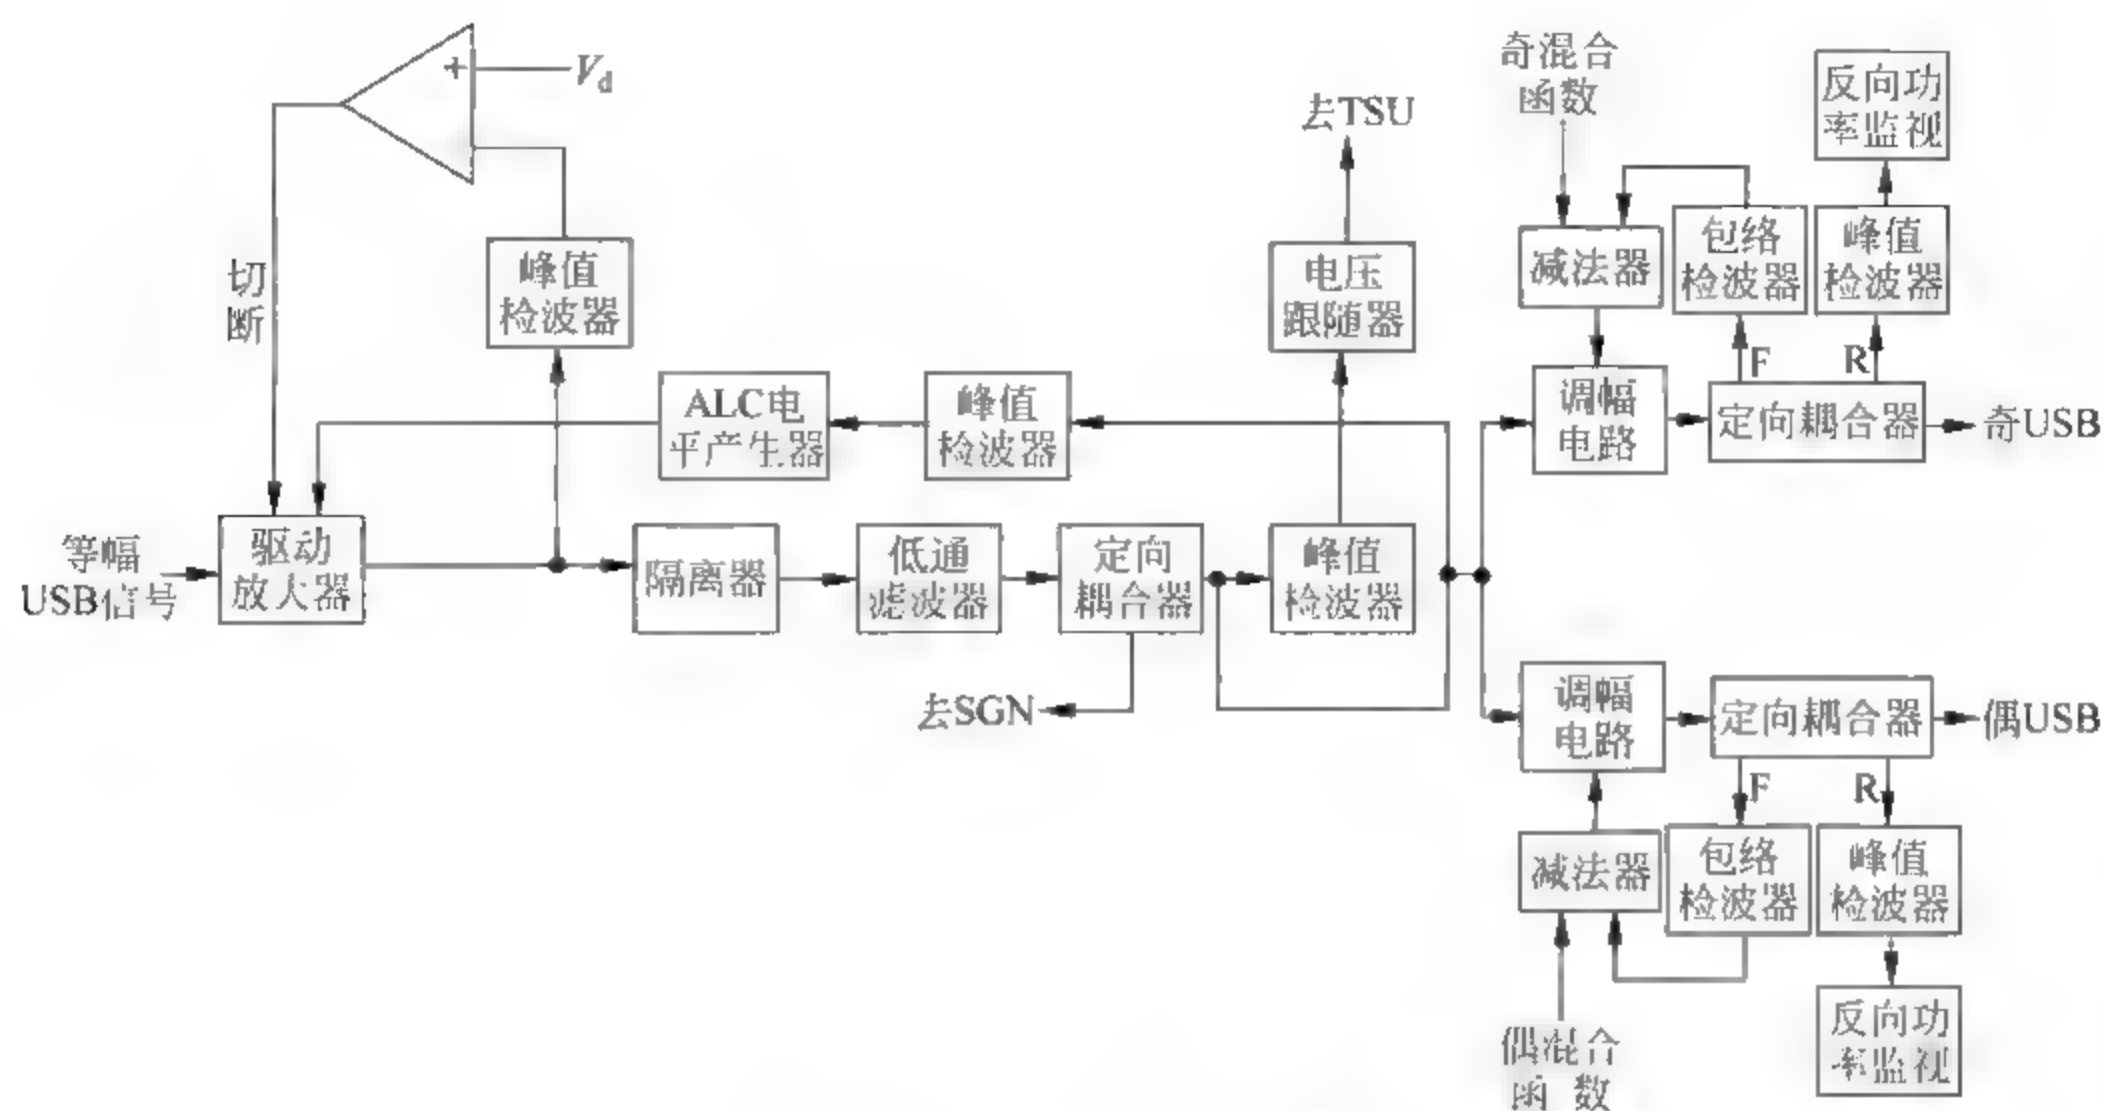 +
Vd
切
断
峰值
检波器
ALC电
平产生器
峰值
检波器
去TSU
电压
跟随器
等幅
USB信号
驱动
放大器
隔离器
低通
滤波器
定向
耦合器
峰值
检波器
去SGN
奇混合
函数
减法器
包络
检波器
反向功
率监视
峰值
检波器
F
R
调幅
电路
定向耦合器
奇USB
调幅
电路
定向耦合器
偶USB
F
R
减法器
包络
检波器
峰值
检波器
偶混合
函 数
反向功
率监视